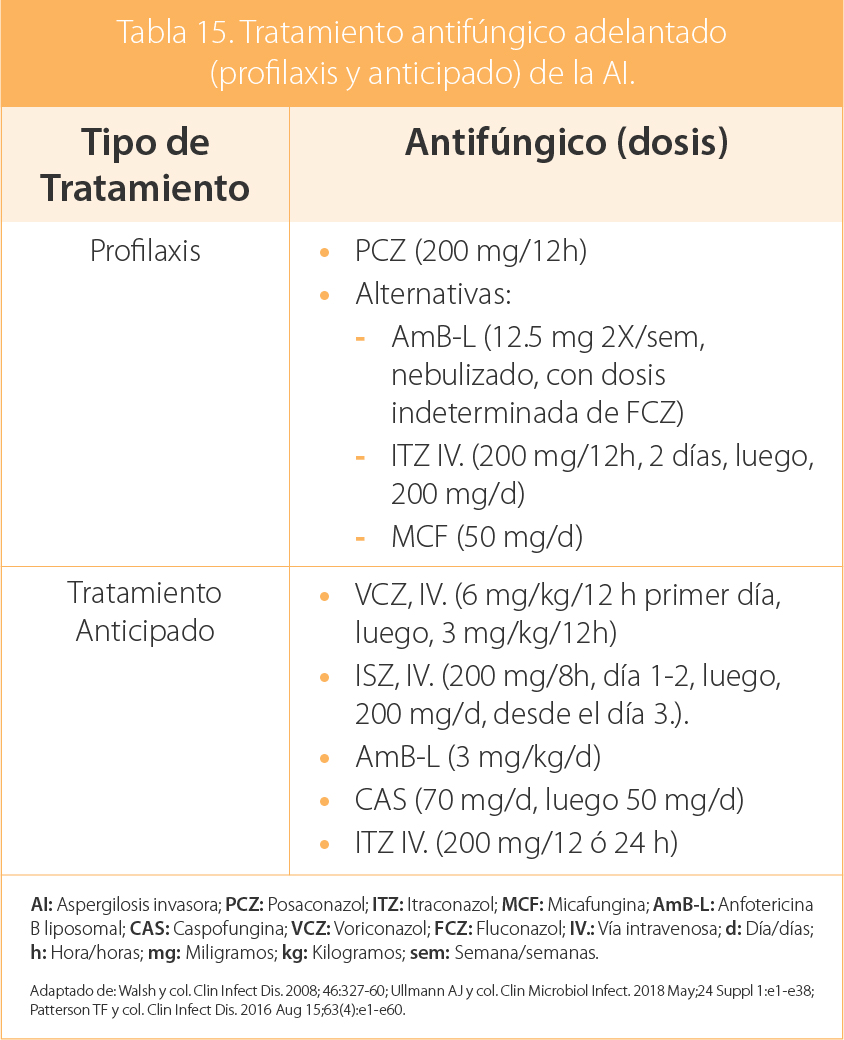 Tabla 15. Tratamiento antifúngico adelantado
(profilaxis y anticipado) de la AI.
Tipo de
Tratamiento
Antifúngico (dosis)
Profilaxis
• PCZ (200 mg/12h)
• Alternativas:
- AmB-L (12.5 mg 2X/sem,
nebulizado, con dosis
indeterminada de FCZ)
- ITZ IV. (200 mg/12h, 2 días, luego,
200 mg/d)
- MCF (50 mg/d)
Tratamiento
Anticipado
• VCZ, IV. (6 mg/kg/12 h primer día,
luego, 3 mg/kg/12h)
• ISZ, IV. (200 mg/8h, día 1-2, luego,
200 mg/d, desde el día 3.).
• AmB-L (3 mg/kg/d)
• CAS (70 mg/d, luego 50 mg/d)
• ITZ IV. (200 mg/12 ó 24 h)
AI: Aspergilosis invasora; PCZ: Posaconazol; ITZ: Itraconazol; MCF: Micafungina; AmB-L: Anfotericina
B liposomal; CAS: Caspofungina; VCZ: Voriconazol; FCZ: Fluconazol; IV.: Vía intravenosa; d: Día/días;
h: Hora/horas; mg: Miligramos; kg: Kilogramos; sem: Semana/semanas.
Adaptado de: Walsh y col. Clin Infect Dis. 2008; 46:327-60; Ullmann AJ y col. Clin Microbiol Infect. 2018 May;24 Suppl 1:e1-e38;
Patterson TF y col. Clin Infect Dis. 2016 Aug 15;63(4):e1-e60.